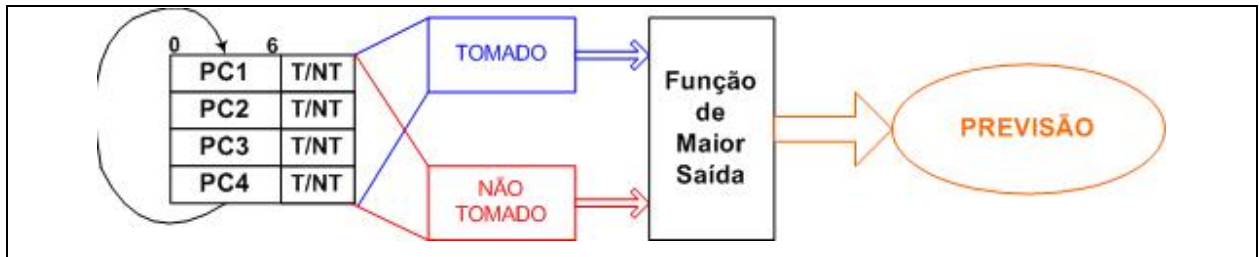 0 6
PC1 T/NT
PC2 T/NT
PC3 T/NT
PC4 T/NT
TOMADO
NÃO
TOMADO
Função
de
Maior
Saída
PREVISÃO